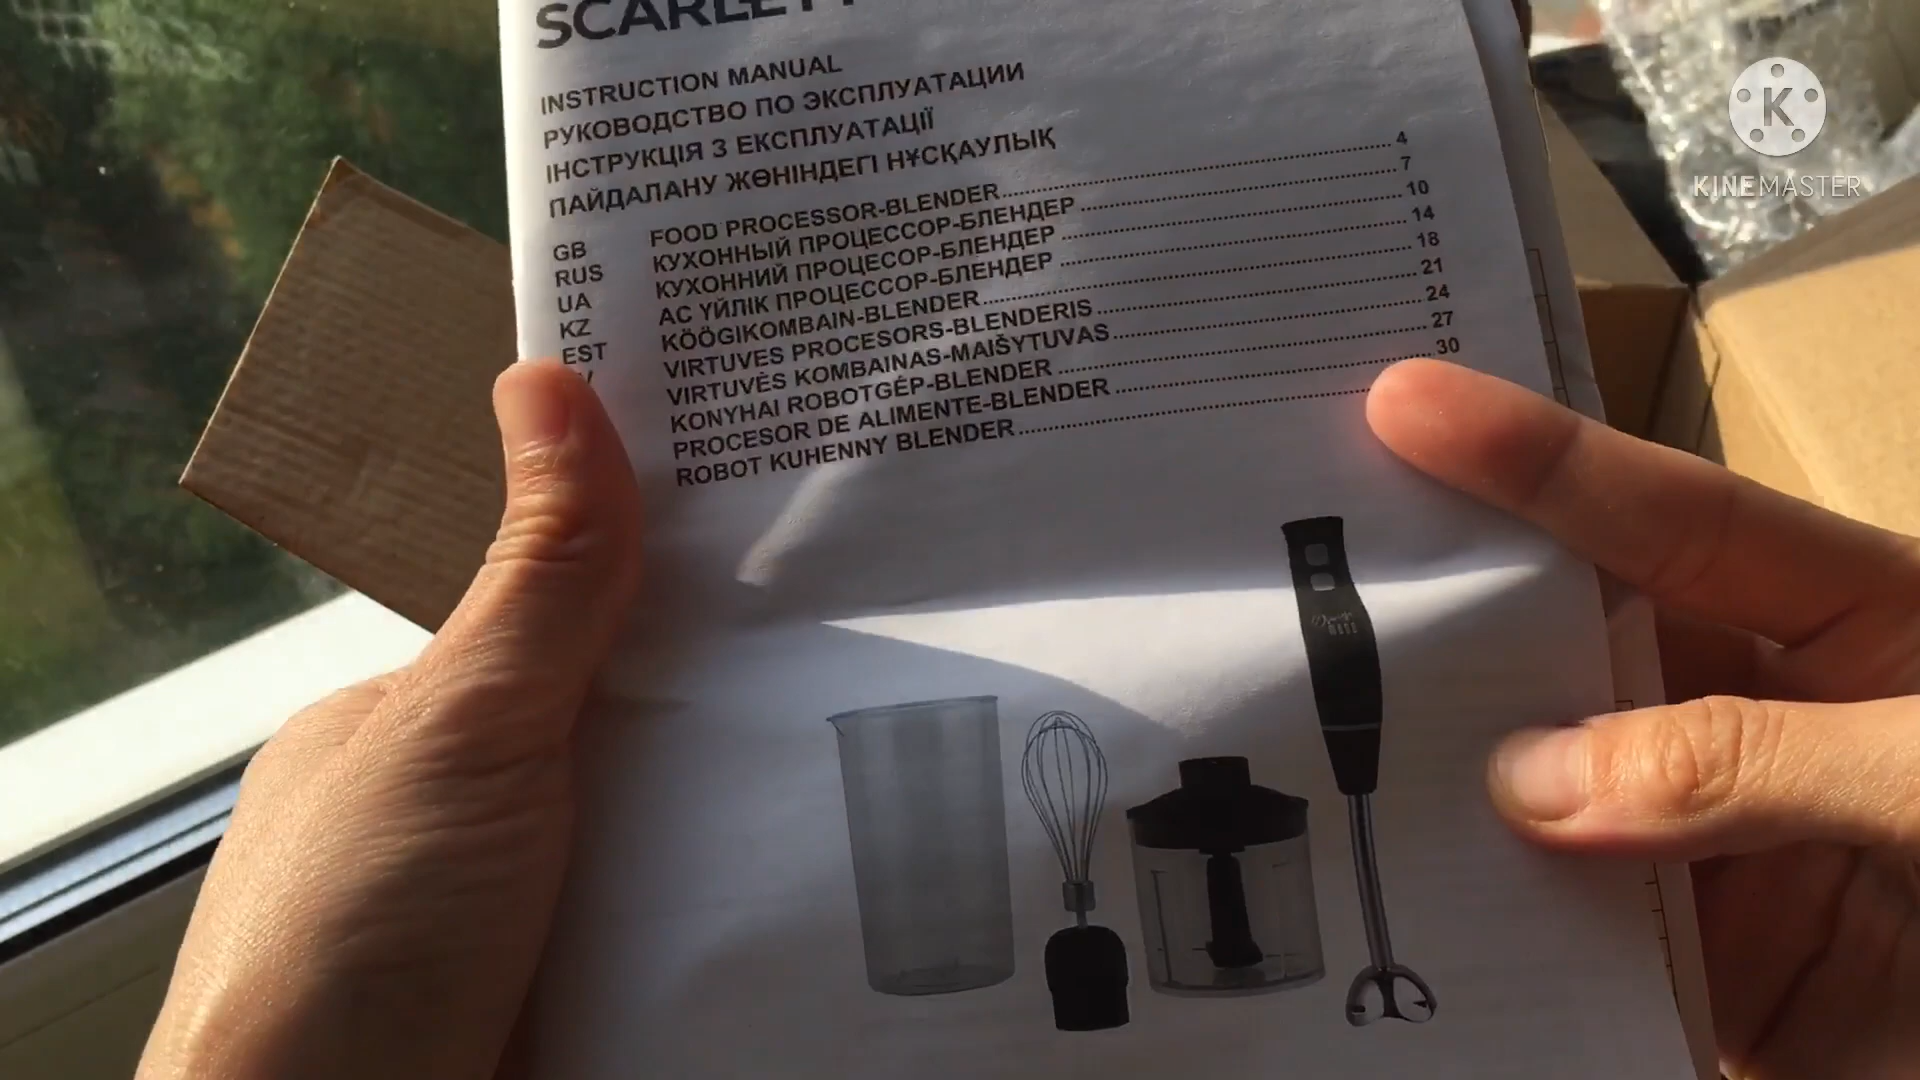 SCARLETT
INSTRUCTION MANUAL
РУКОВОДСТВО ПО ЭКСПЛУАТАЦИИ
ІНСТРУКЦІЯ З ЕКСПЛУАТАЦІЇ
ПАЙДАЛАНУ ЖӨНІНДЕГІ НҰСҚАУЛЫҚ
GB FOOD PROCESSOR-BLENDER 4
RUS КУХОННЫЙ ПРОЦЕССОР-БЛЕНДЕР 7
UA КУХОННИЙ ПРОЦЕСОР-БЛЕНДЕР 10
KZ АС ҮЙЛІК ПРОЦЕССОР-БЛЕНДЕР 14
EST KÖÖGIKOMBAIN-BLENDER 18
VIRTUVES PROCESORS-BLENDERIS 21
VIRTUVĖS KOMBAINAS-MAIŠYTUVAS 24
KONYHAI ROBOTGÉP-BLENDER 27
PROCESOR DE ALIMENTE-BLENDER 30
ROBOT KUHENNY BLENDER
K
KINEMASTER